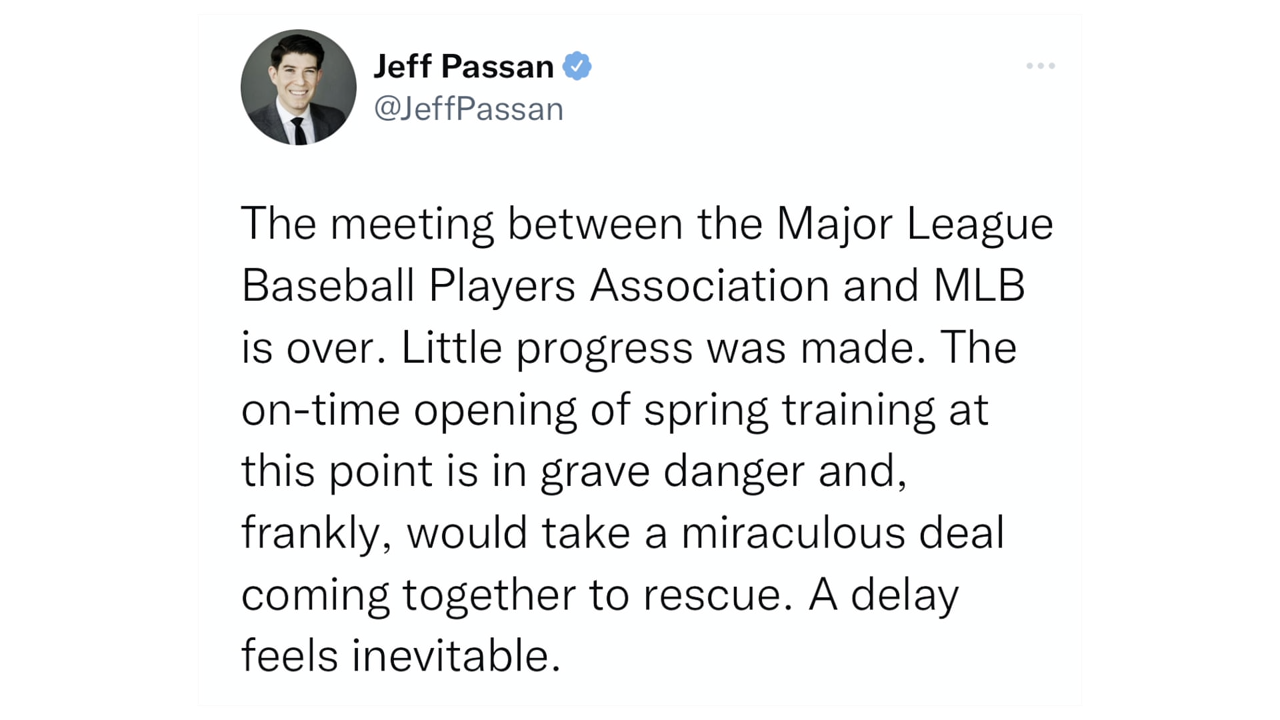 Jeff Passan
@JeffPassan
The meeting between the Major League
Baseball Players Association and MLB
is over. Little progress was made. The
on-time opening of spring training at
this point is in grave danger and,
frankly, would take a miraculous deal
coming together to rescue. A delay
feels inevitable.